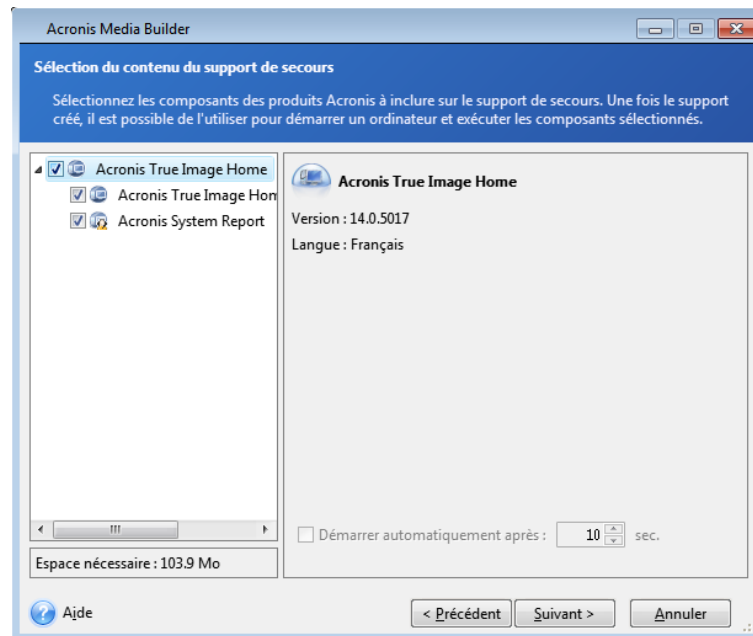 Acronis Media Builder
Sélection du contenu du support de secours
Sélectionnez les composants des produits Acronis à inclure sur le support de secours. Une fois le support
créé, il est possible de l'utiliser pour démarrer un ordinateur et exécuter les composants sélectionnés.
Acronis True Image Home
Acronis True Image Hon
Acronis System Report
Espace nécessaire : 103.9 Mo
Acronis True Image Home
Version : 14.0.5017
Langue : Français
Démarrer automatiquement après : 10 sec.
Aide
< Précédent
Suivant >
Annuler